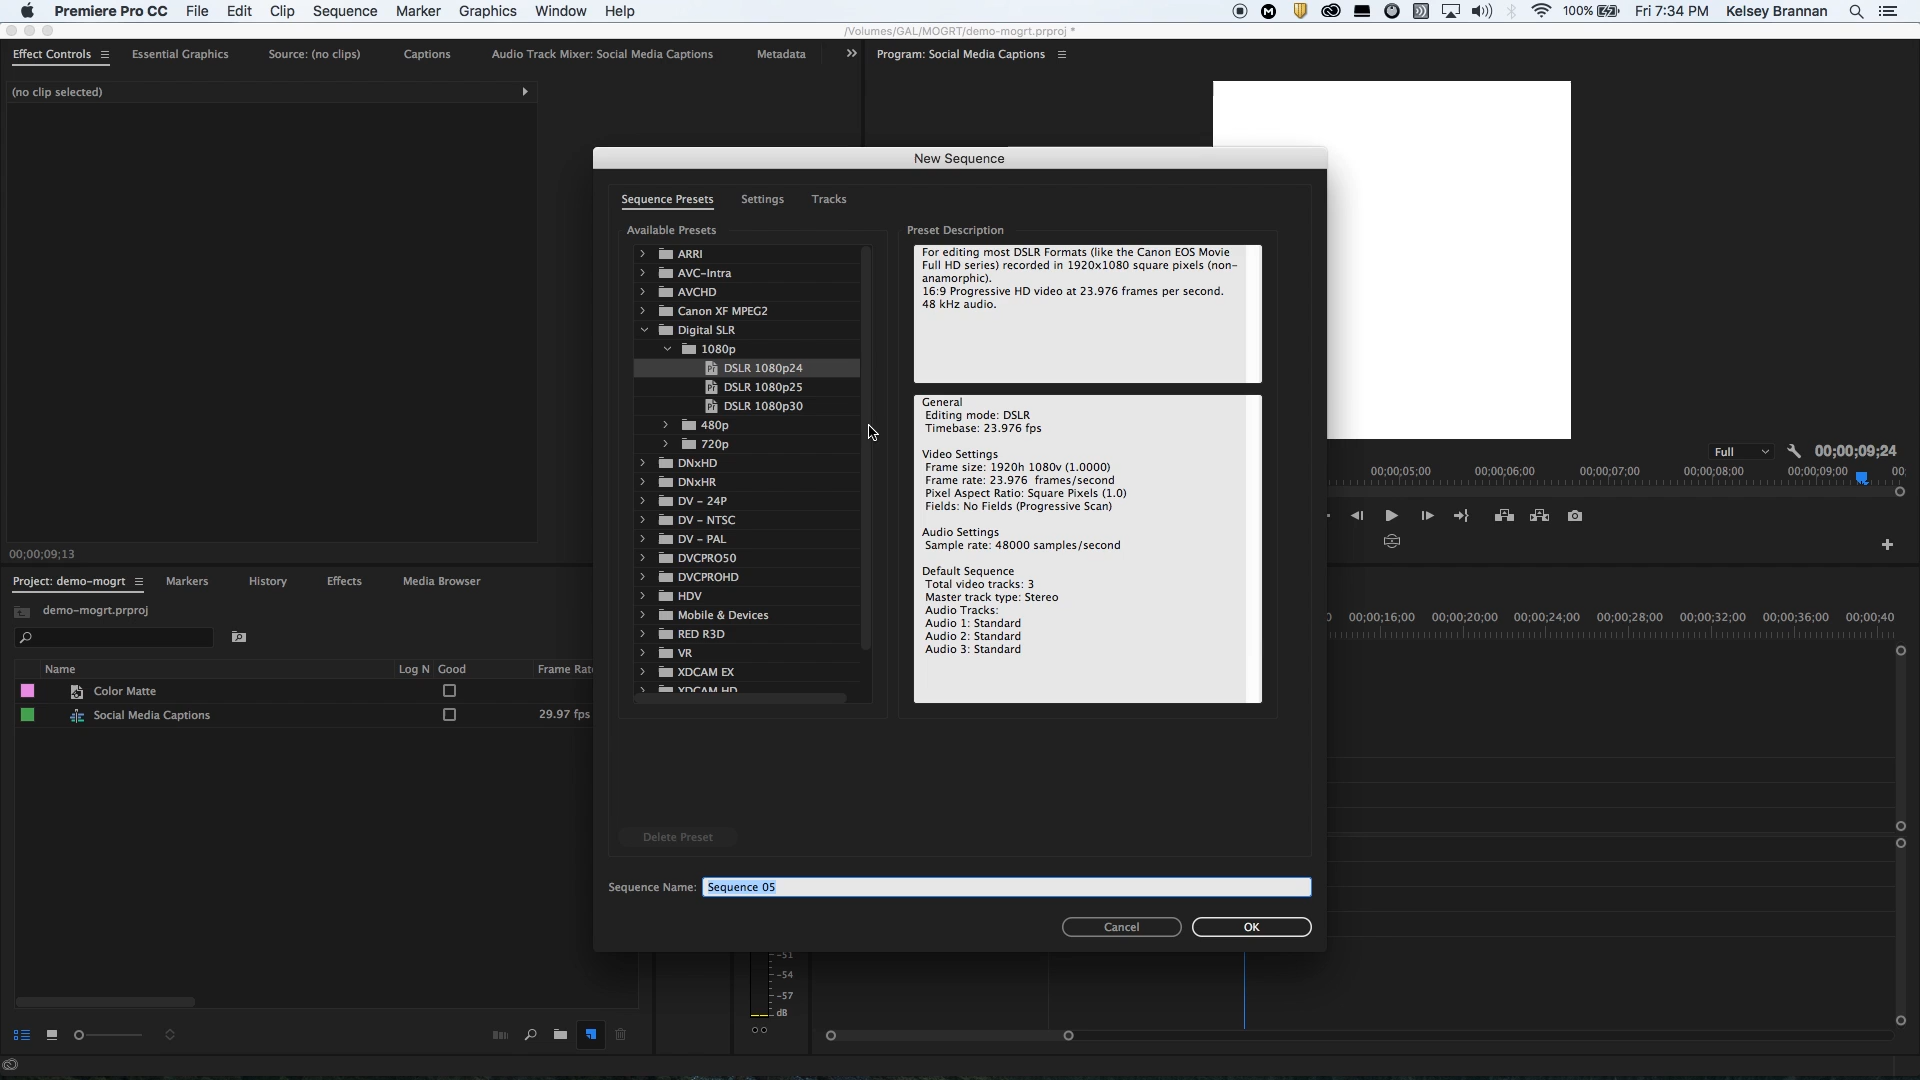 Premiere Pro CC File Edit Clip Sequence Marker Graphics Window Help
100% Fri 7:34 PM Kelsey Brannan
/Volumes/GAL/MOGRT/demo-mogrt.prproj *
Effect Controls Essential Graphics Source: (no clips) Captions Audio Track Mixer: Social Media Captions Metadata
Program: Social Media Captions
(no clip selected)
00;00;09;13
New Sequence
Sequence Presets Settings Tracks
Available Presets
ARRI
AVC-Intra
AVCHD
Canon XF MPEG2
Digital SLR
1080p
DSLR 1080p24
DSLR 1080p25
DSLR 1080p30
480p
720p
DNxHD
DNxHR
DV - 24P
DV - NTSC
DV - PAL
DVCPRO50
DVCPROHD
HDV
Mobile & Devices
RED R3D
VR
XDCAM EX
XDCAM HD
Preset Description
For editing most DSLR Formats (like the Canon EOS Movie
Full HD series) recorded in 1920x1080 square pixels (non-
anamorphic).
16:9 Progressive HD video at 23.976 frames per second.
48 kHz audio.
General
Editing mode: DSLR
Timebase: 23.976 fps
Video Settings
Frame size: 1920h 1080v (1.0000)
Frame rate: 23.976 frames/second
Pixel Aspect Ratio: Square Pixels (1.0)
Fields: No Fields (Progressive Scan)
Audio Settings
Sample rate: 48000 samples/second
Default Sequence
Total video tracks: 3
Master track type: Stereo
Audio Tracks:
Audio 1: Standard
Audio 2: Standard
Audio 3: Standard
Delete Preset
Sequence Name: Sequence 05
Cancel OK
Full 00;00;09;24
00;00;05;00 00;00;06;00 00;00;07;00 00;00;08;00 00;00;09;00 00;
Project: demo-mogrt Markers History Effects Media Browser
demo-mogrt.prproj
Name Log N Good Frame Rate
Color Matte
Social Media Captions 29.97 fps
0 00;00;16;00 00;00;20;00 00;00;24;00 00;00;28;00 00;00;32;00 00;00;36;00 00;00;40
-51
-54
-57
dB